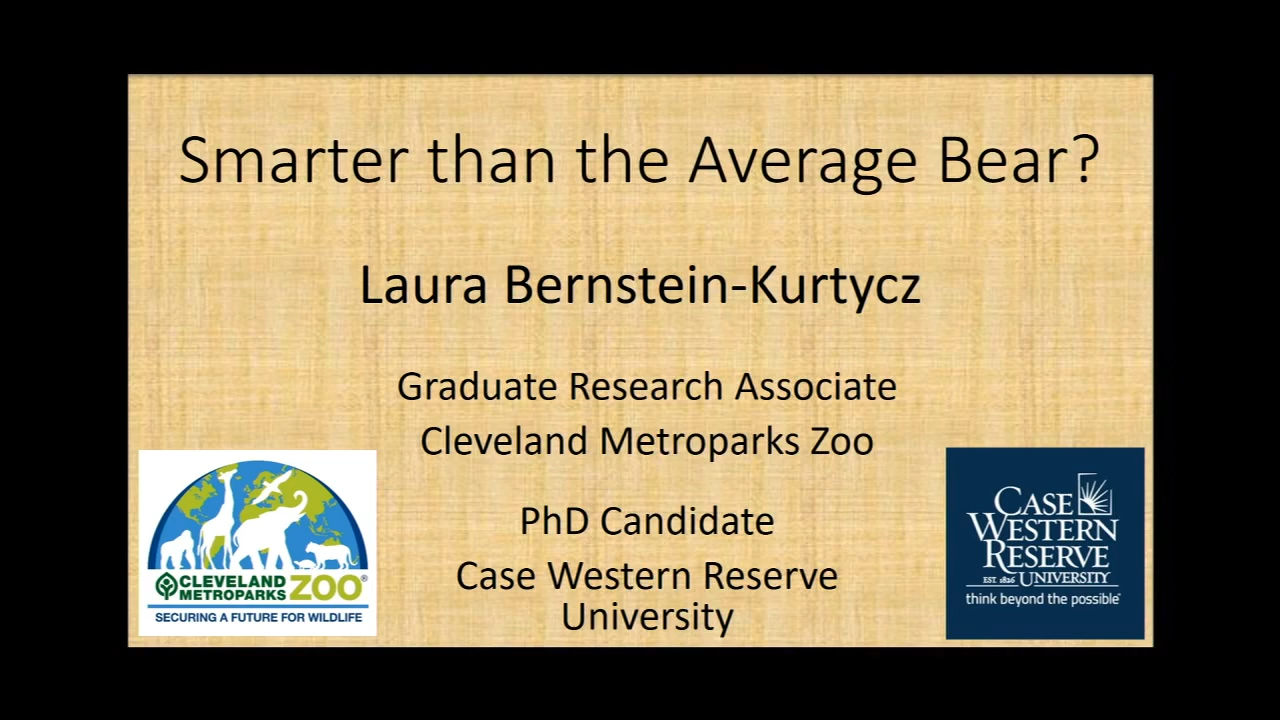 Smarter than the Average Bear?
Laura Bernstein-Kurtycz
Graduate Research Associate
Cleveland Metroparks Zoo
PhD Candidate
Case Western Reserve
University
CLEVELAND
METROPARKS
ZOO®
SECURING A FUTURE FOR WILDLIFE
CASE
WESTERN
RESERVE
EST. 1826 UNIVERSITY
think beyond the possible®